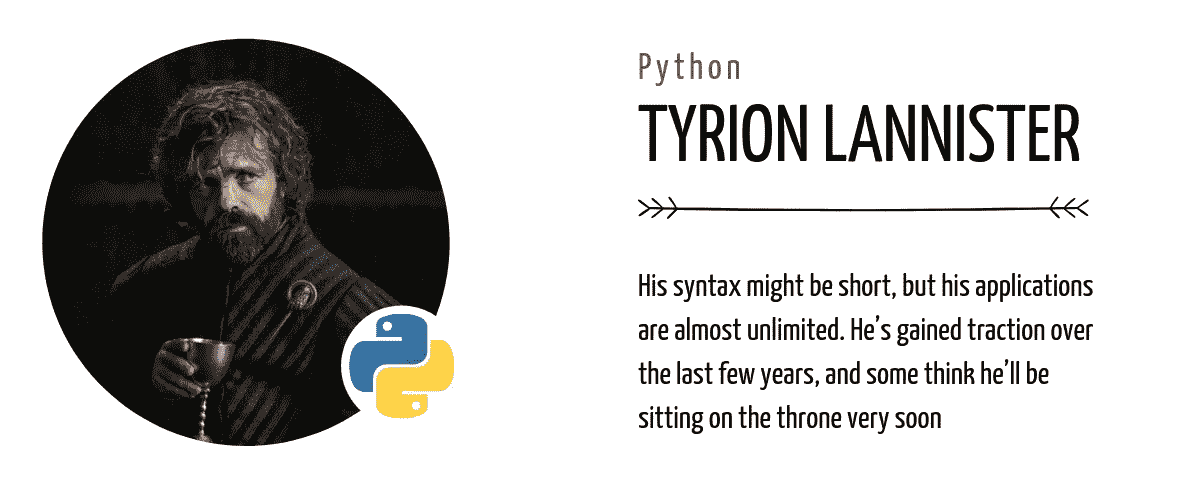 Python
TYRION LANNISTER
His syntax might be short, but his applications
are almost unlimited. He’s gained traction over
the last few years, and some think he’ll be
sitting on the throne very soon